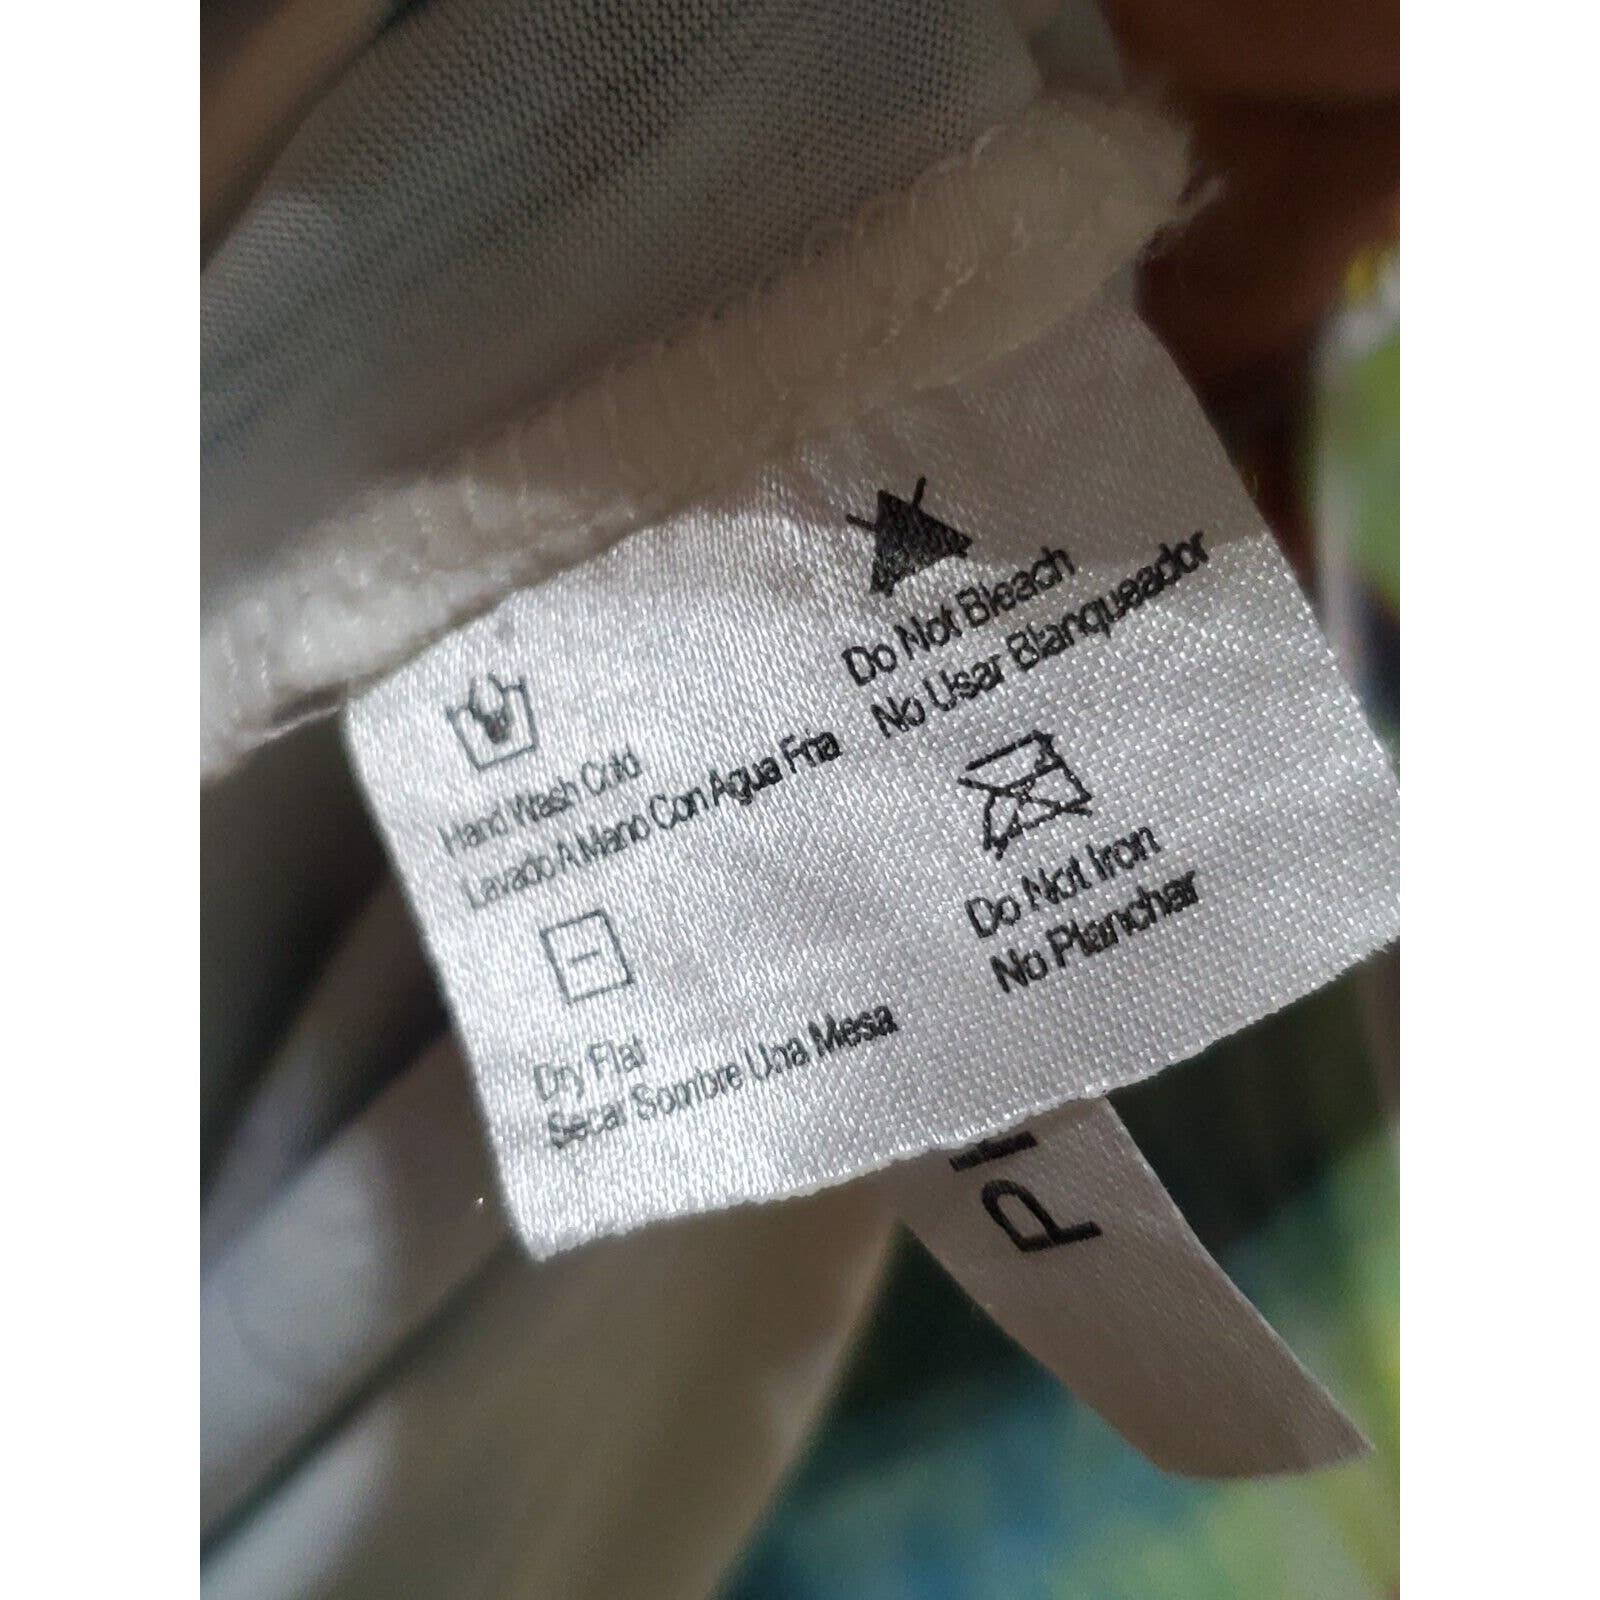 Hand Wash Cold
Lavado A Mano Con Agua Fria
Do Not Bleach
No Usar Blanqueador
Dry Flat
Secar Sombre Una Mesa
Do Not Iron
No Planchar